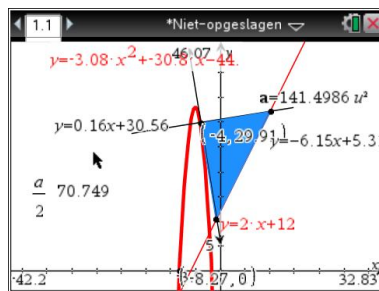 1.1
*Niet-opgeslagen
46.07 y
y=-3.08·x²+-30.8·x-44.
a=141.4986 u²
y=0.16x+30.56
(-4,29.91)
y=-6.15x+5.3
a/2 70.749
y=2·x+12
5
x
-42.2
8.27,0)
32.83